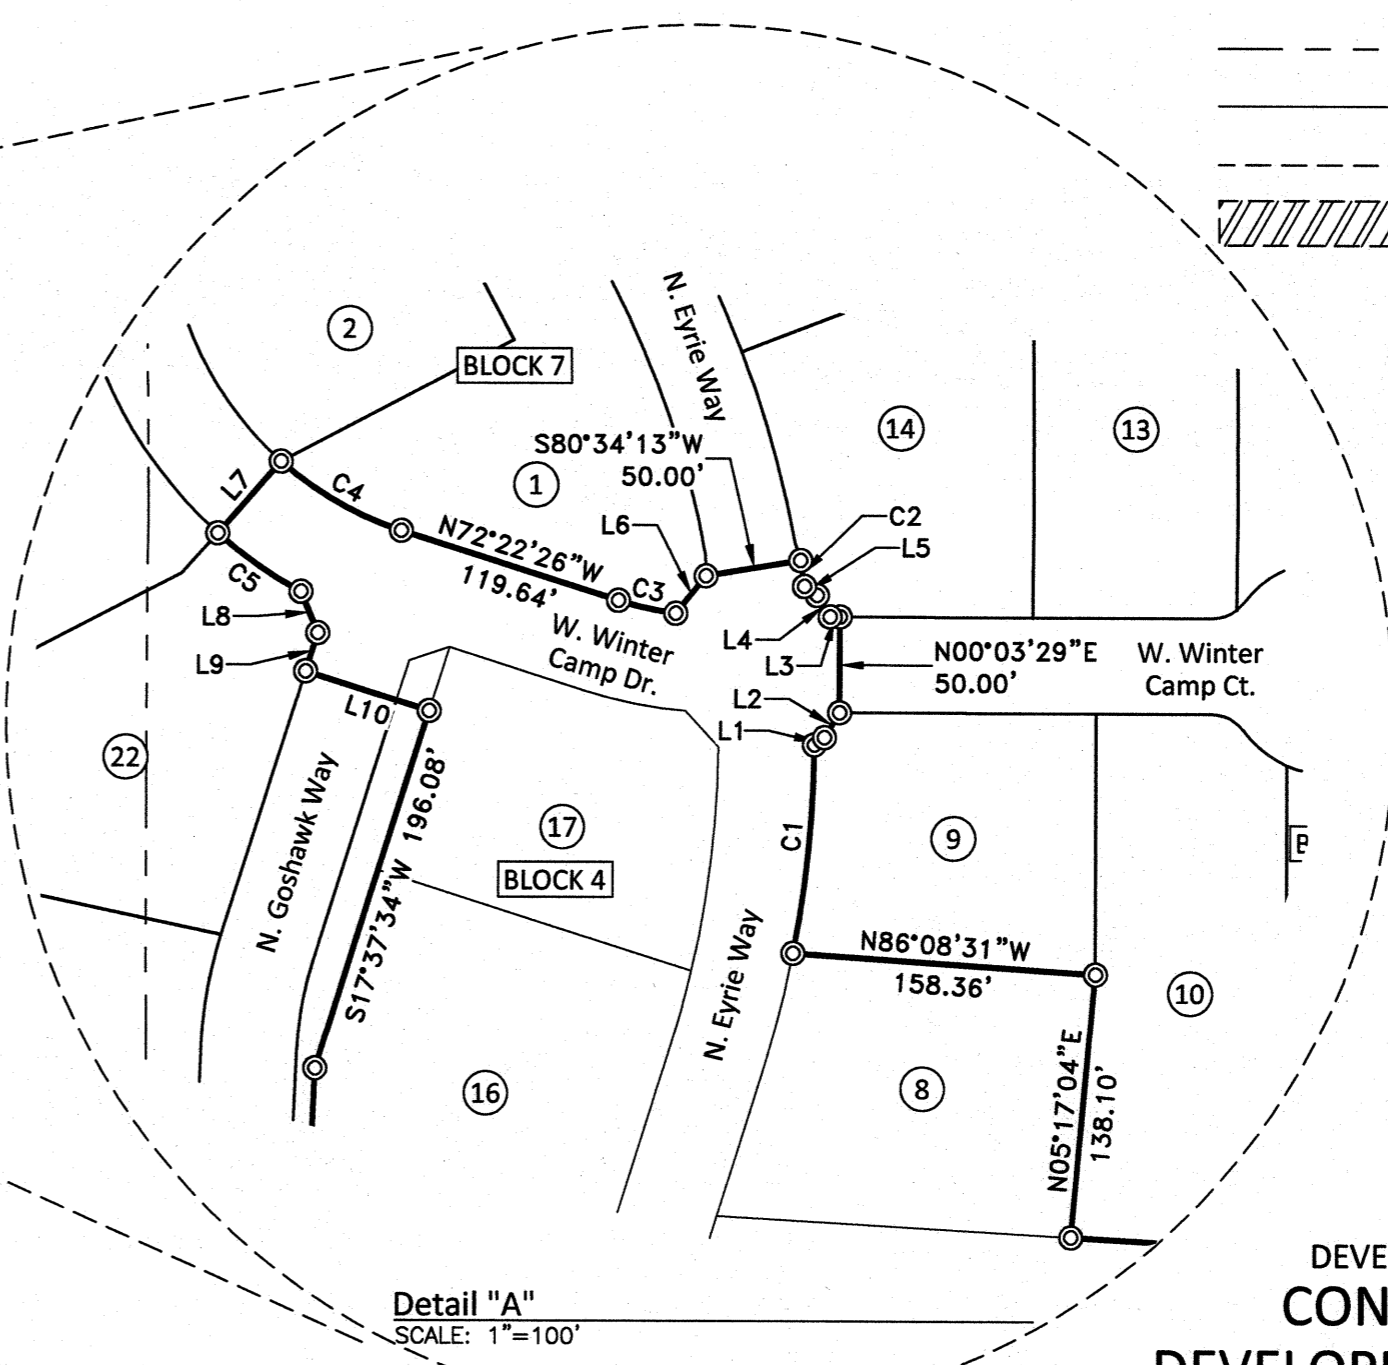 2
BLOCK 7
N. Eyrie Way
S80°34'13"W
50.00'
14
13
1
L7
C4
N72°22'26"W
119.64'
L6
C2
L5
C5
C3
L8
L9
L4
L3
W. Winter
Camp Dr.
N00°03'29"E
50.00'
W. Winter
Camp Ct.
L2
L1
L10
22
N. Goshawk Way
S17°37'34"W 196.08'
17
BLOCK 4
C1
9
N. Eyrie Way
N86°08'31"W
158.36'
10
16
8
N05°17'04"E
138.10'
Detail "A"
SCALE: 1"=100'
DEVE
CON